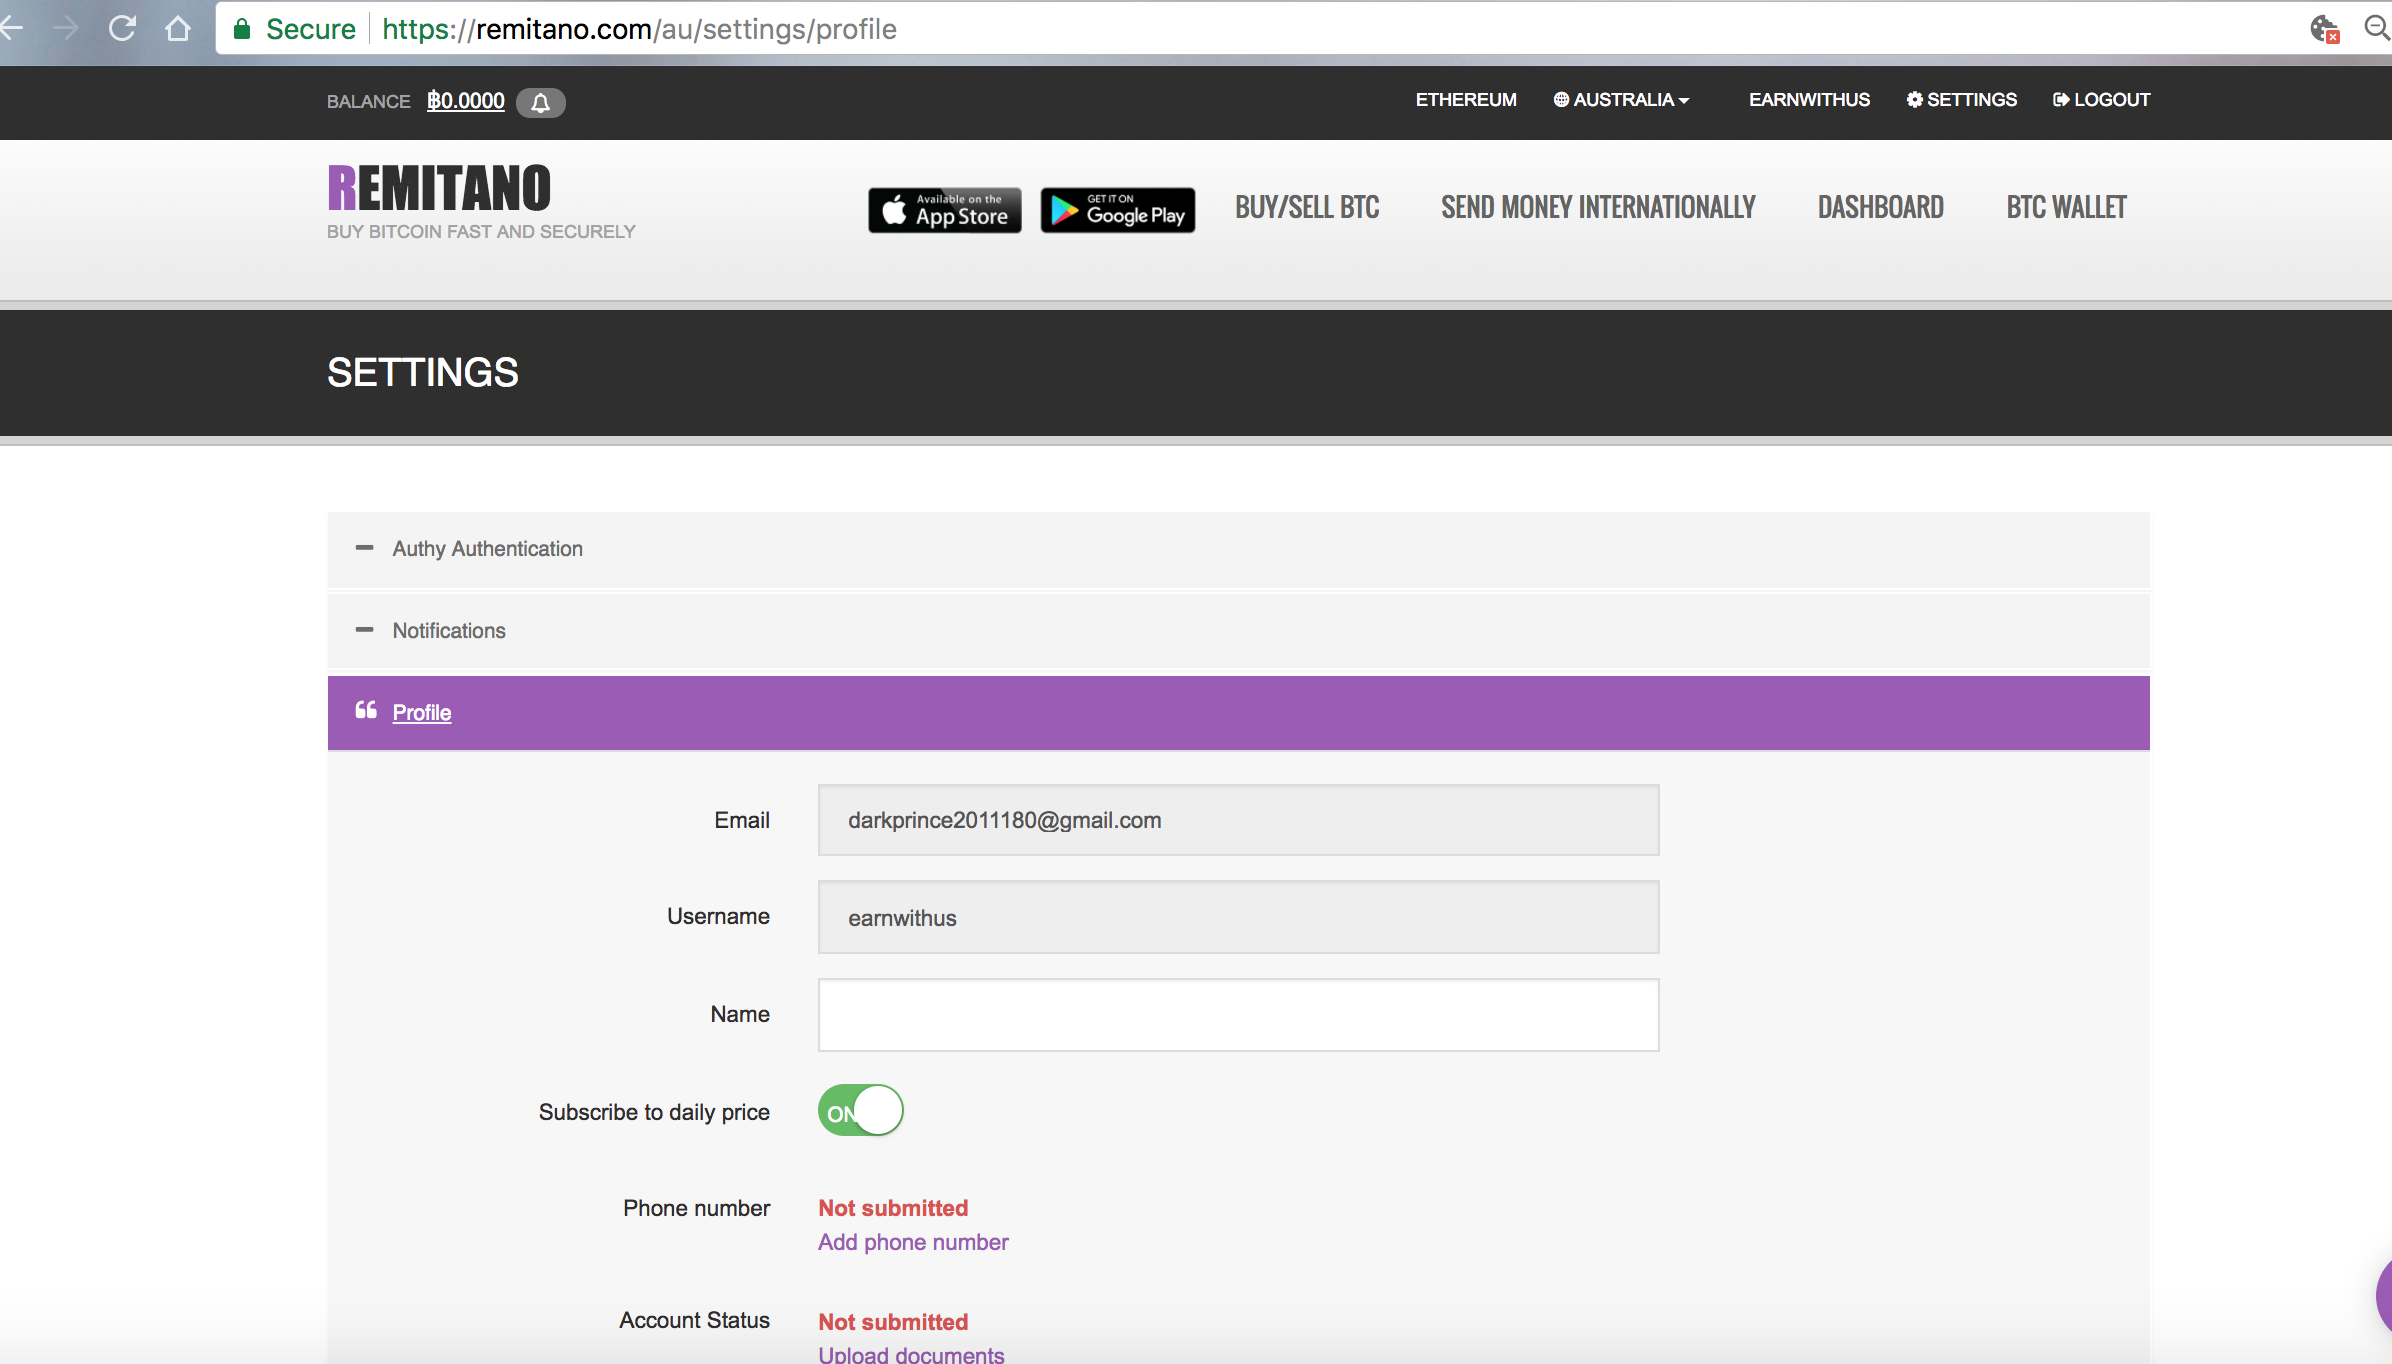 Secure https://remitano.com/au/settings/profile
BALANCE ฿0.0000 ETHEREUM AUSTRALIA EARNWITHUS SETTINGS LOGOUT
REMITANO
BUY BITCOIN FAST AND SECURELY
Available on the
App Store
GET IT ON
Google Play
BUY/SELL BTC SEND MONEY INTERNATIONALLY DASHBOARD BTC WALLET
SETTINGS
Authy Authentication
Notifications
Profile
Email darkprince2011180@gmail.com
Username earnwithus
Name
Subscribe to daily price ON
Phone number Not submitted
Add phone number
Account Status Not submitted
Upload documents